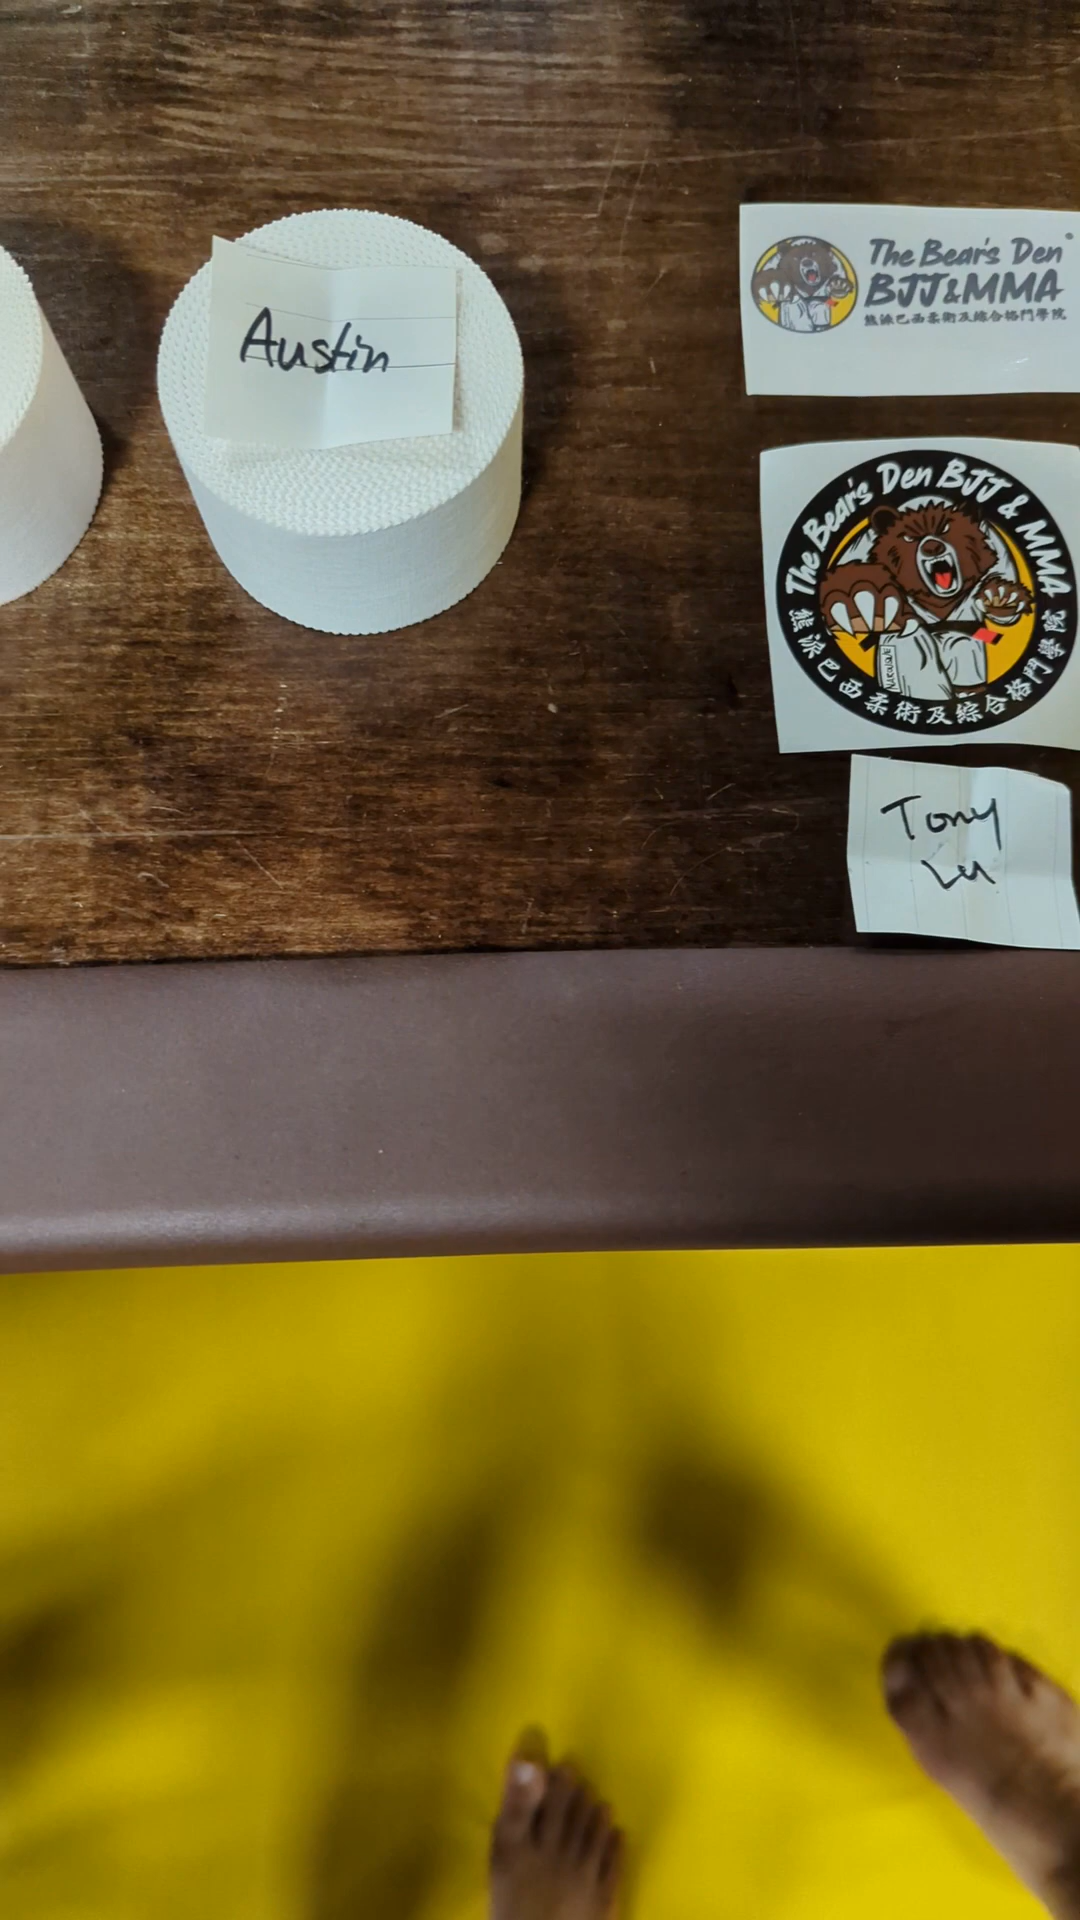 Austin
The Bear's Den
BJJ & MMA
熊派巴西柔術及綜合格鬥學院
The Bear's Den BJJ & MMA
熊派巴西柔術及綜合格鬥學院
Tony
Lu